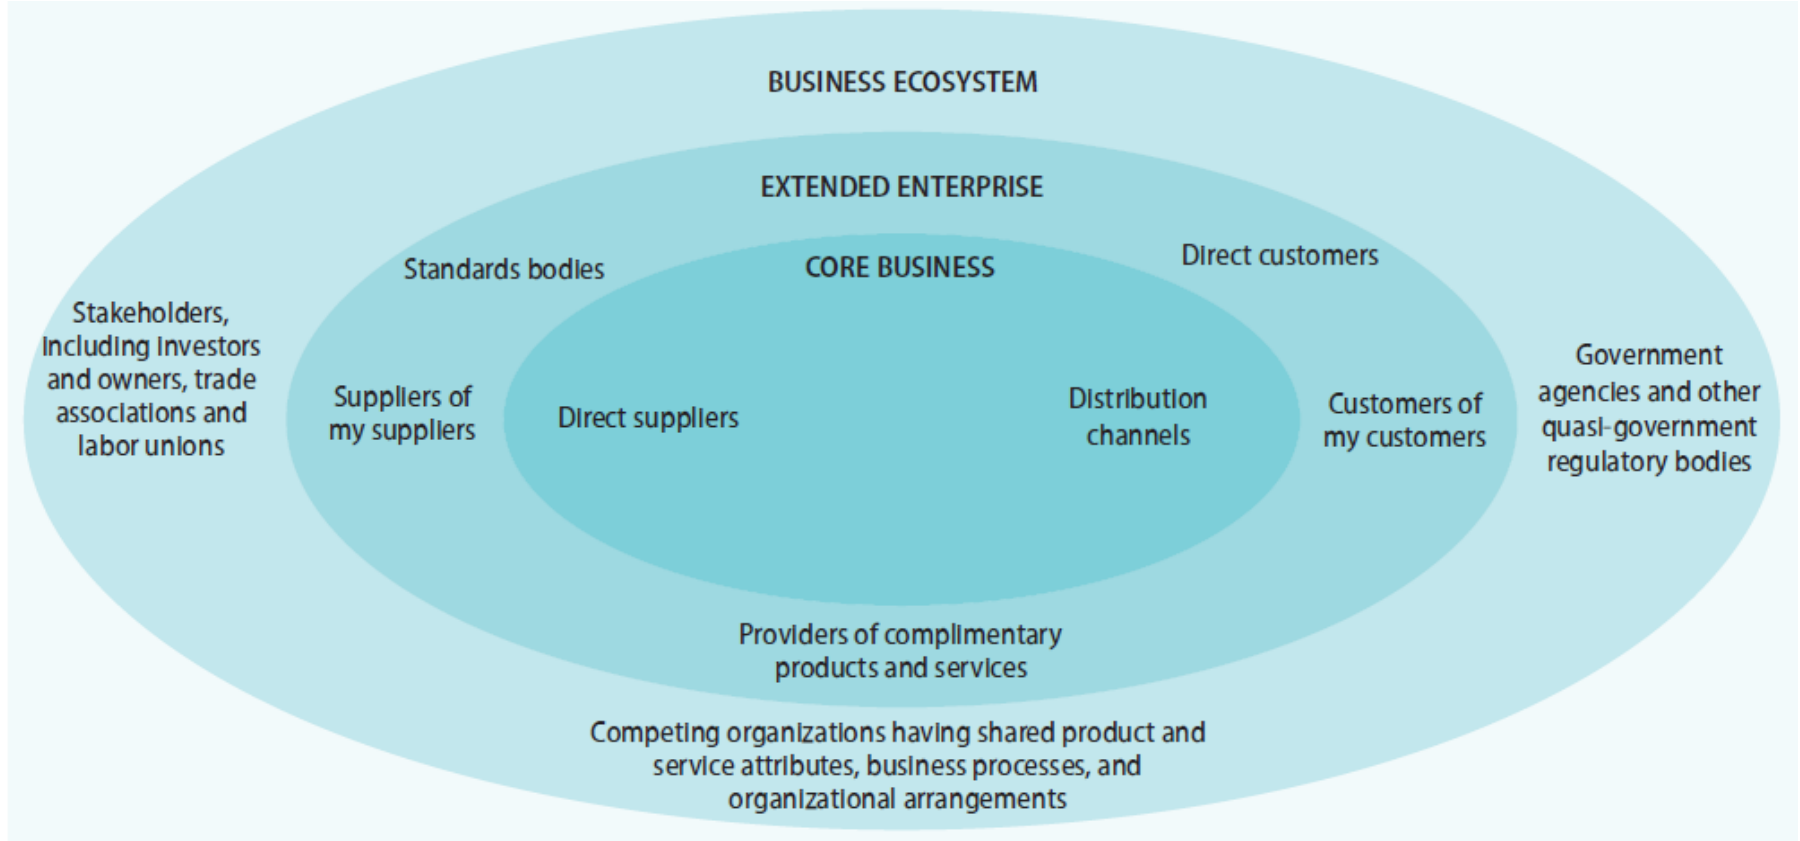 BUSINESS ECOSYSTEM
EXTENDED ENTERPRISE
Standards bodies
CORE BUSINESS
Direct customers
Stakeholders,
including investors
and owners, trade
associations and
labor unions
Suppliers of
my suppliers
Direct suppliers
Distribution
channels
Customers of
my customers
Government
agencies and other
quasi-government
regulatory bodies
Providers of complimentary
products and services
Competing organizations having shared product and
service attributes, business processes, and
organizational arrangements